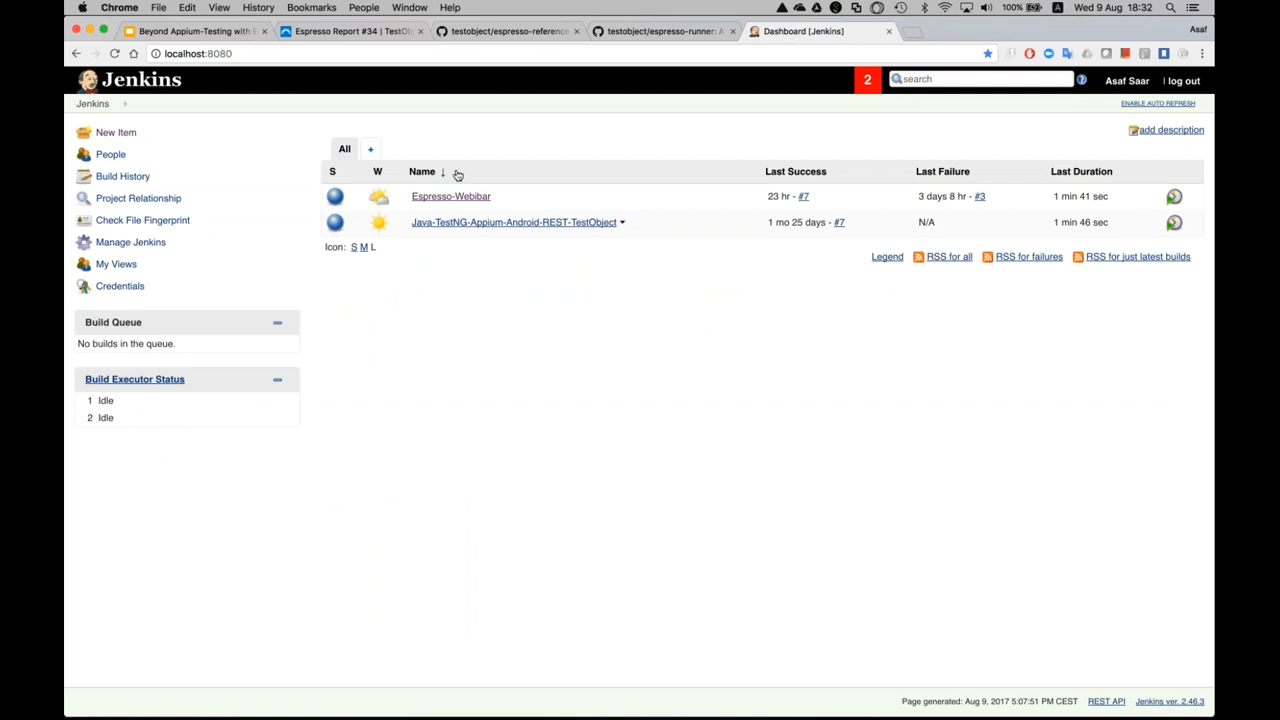 Chrome File Edit View History Bookmarks People Window Help 100% A Wed 9 Aug 18:32
Beyond Appium-Testing with E
Espresso Report #34 | TestOb
testobject/espresso-reference
testobject/espresso-runner: A
Dashboard [Jenkins]
Asaf
localhost:8080
Jenkins
2
search
Asaf Saar
| log out
Jenkins
ENABLE AUTO REFRESH
New Item
People
Build History
Project Relationship
Check File Fingerprint
Manage Jenkins
My Views
Credentials
Build Queue
No builds in the queue.
Build Executor Status
1 Idle
2 Idle
add description
All +
S W Name ↓ Last Success Last Failure Last Duration
Espresso-Webibar 23 hr - #7 3 days 8 hr - #3 1 min 41 sec
Java-TestNG-Appium-Android-REST-TestObject 1 mo 25 days - #7 N/A 1 min 46 sec
Icon: S M L
Legend RSS for all RSS for failures RSS for just latest builds
Page generated: Aug 9, 2017 5:07:51 PM CEST REST API Jenkins ver. 2.46.3